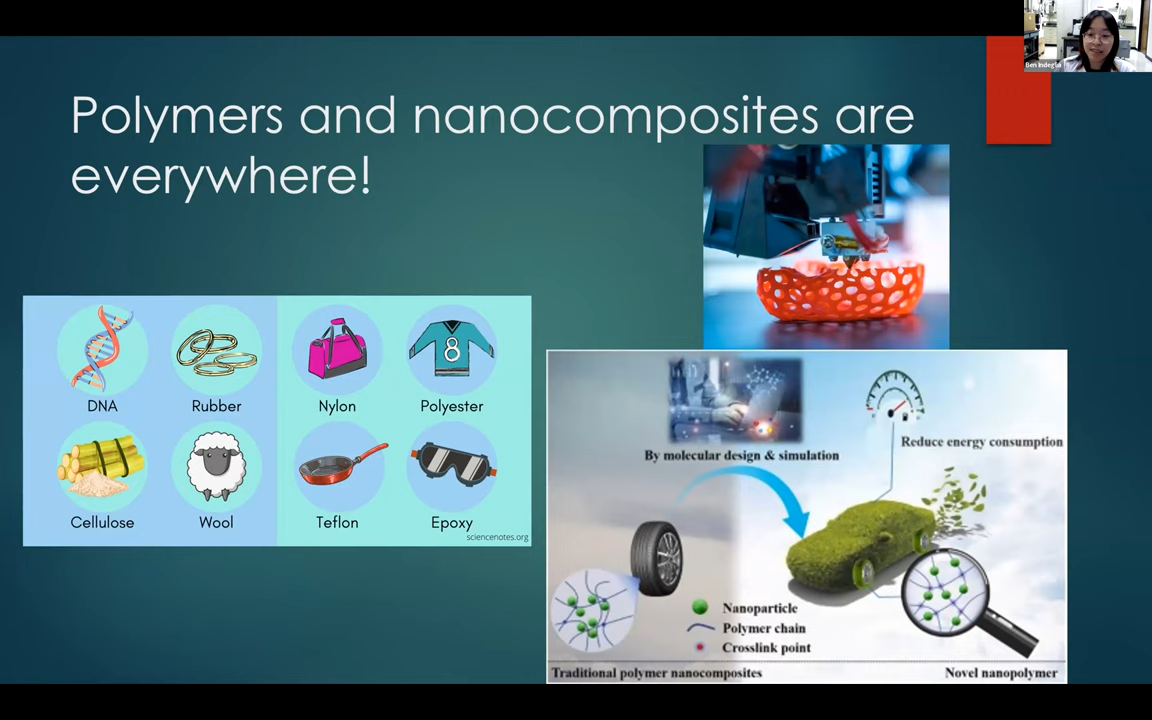 Ben Indeglia
Polymers and nanocomposites are
everywhere!
DNA
Rubber
Nylon
Polyester
8
Cellulose
Wool
Teflon
Epoxy
sciencenotes.org
By molecular design & simulation
Reduce energy consumption
Nanoparticle
Polymer chain
Crosslink point
Traditional polymer nanocomposites
Novel nanopolymer